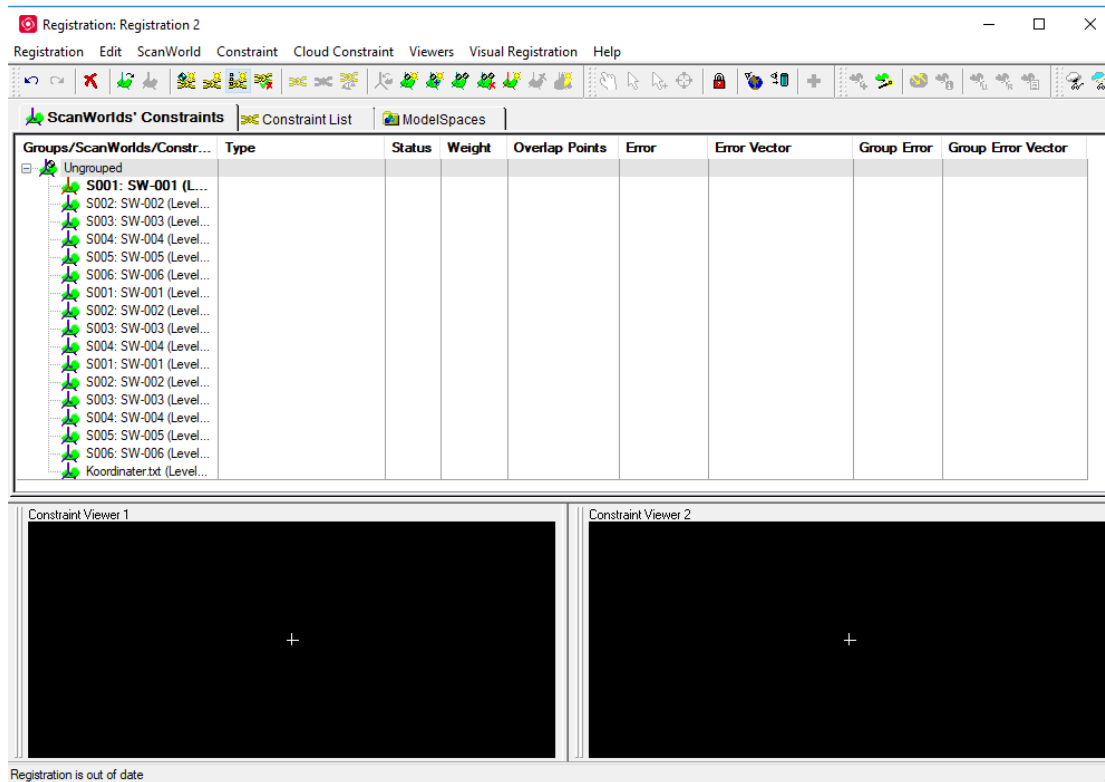 Registration: Registration 2
Registration Edit ScanWorld Constraint Cloud Constraint Viewers Visual Registration Help
ScanWorlds' Constraints Constraint List ModelSpaces
Groups/ScanWorlds/Constr... Type Status Weight Overlap Points Error Error Vector Group Error Group Error Vector
Ungrouped
S001: SW-001 (L...
S002: SW-002 (Level...
S003: SW-003 (Level...
S004: SW-004 (Level...
S005: SW-005 (Level...
S006: SW-006 (Level...
S001: SW-001 (Level...
S002: SW-002 (Level...
S003: SW-003 (Level...
S004: SW-004 (Level...
S001: SW-001 (Level...
S002: SW-002 (Level...
S003: SW-003 (Level...
S004: SW-004 (Level...
S005: SW-005 (Level...
S006: SW-006 (Level...
Koordinater.txt (Level...
Constraint Viewer 1 Constraint Viewer 2
Registration is out of date